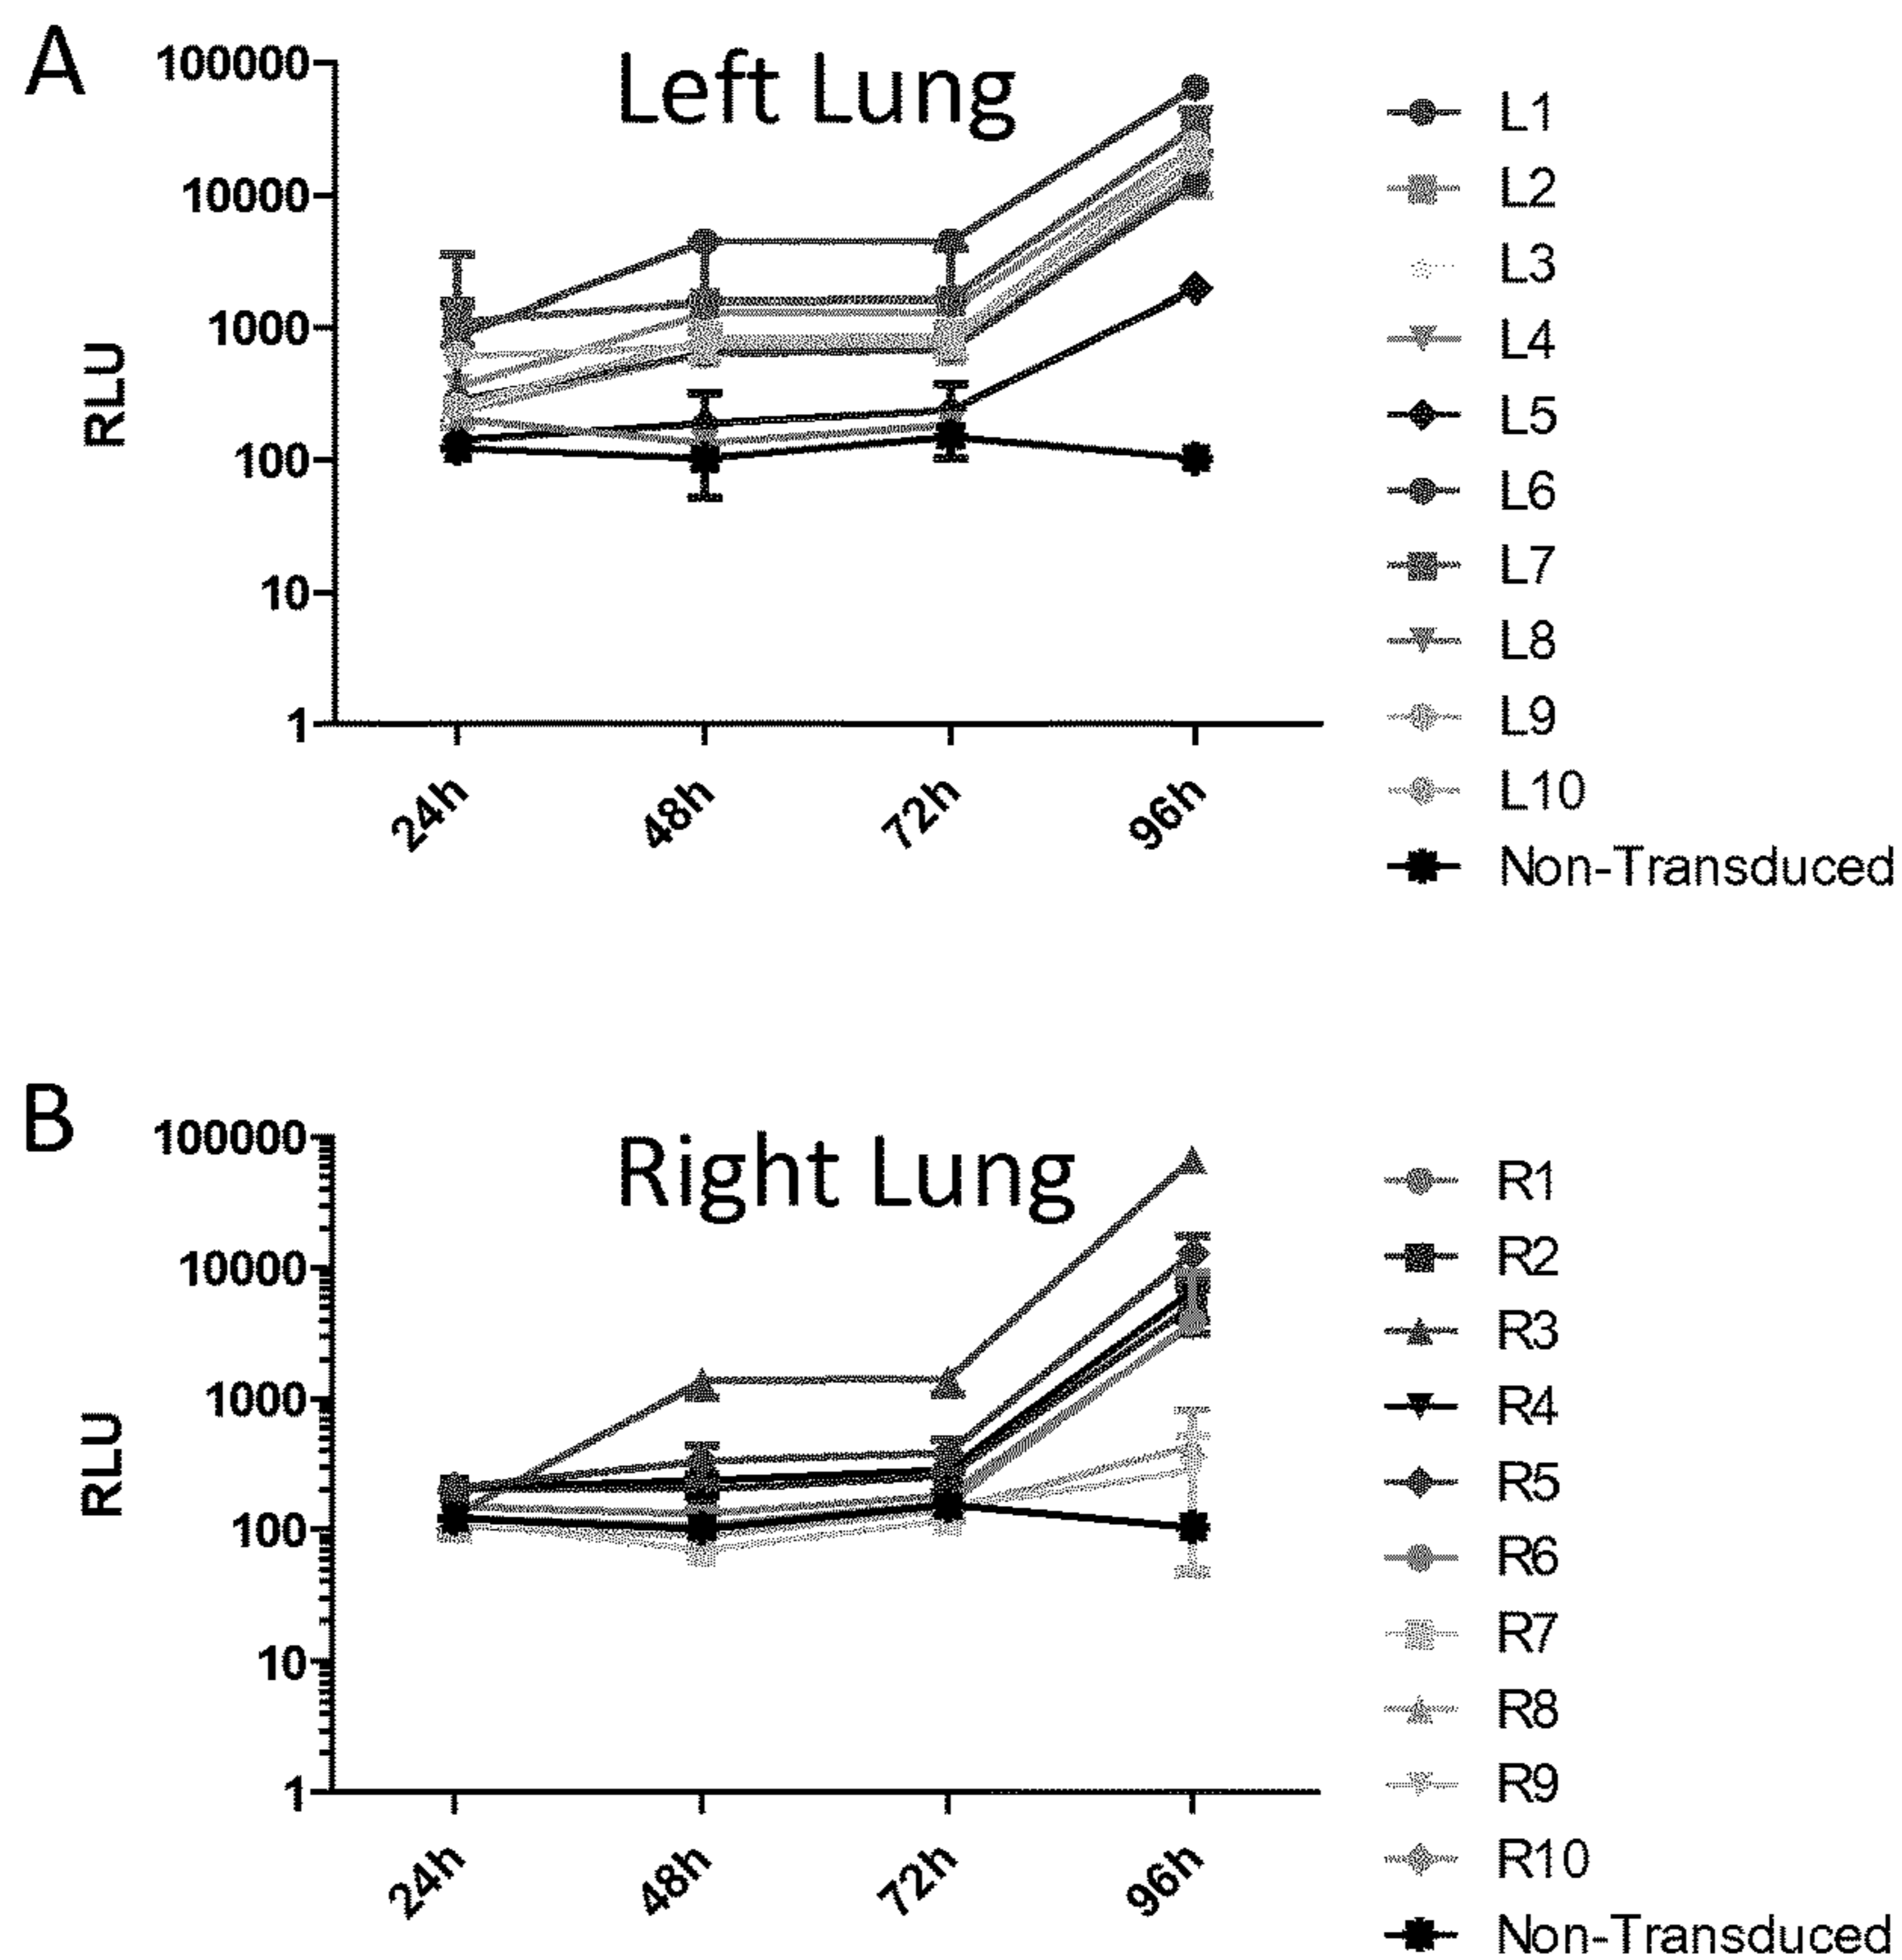 A
Left Lung
RLU
100000
10000
1000
100
10
1
24h
48h
72h
96h
L1
L2
L3
L4
L5
L6
L7
L8
L9
L10
Non-Transduced
B
Right Lung
RLU
100000
10000
1000
100
10
1
24h
48h
72h
96h
R1
R2
R3
R4
R5
R6
R7
R8
R9
R10
Non-Transduced